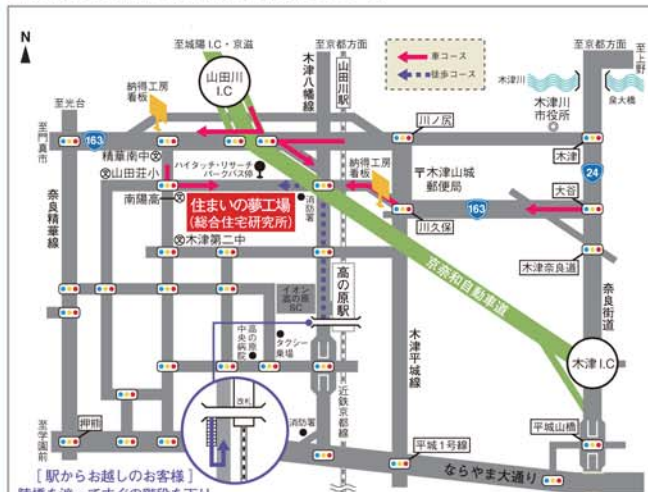 N
至城陽I.C・京滋
至京都方面
至京都方面
至上野
車コース
徒歩コース
山田川
I.C
木津八幡線
山田川駅
納得工房
看板
至光台
木津川
泉大橋
木津川
市役所
川ノ尻
木津
至門真市
163
精華南中
山田荘小
ハイタッチ・リサーチ
パークバス停
納得工房
看板
〒木津山城
郵便局
24
大谷
南陽高
住まいの夢工場
(総合住宅研究所)
消防署
163
川久保
奈良精華線
木津第二中
木津奈良道
京奈和自動車道
奈良街道
イオン
高の原
SC
高の原駅
高の原
中央病院
タクシー
乗場
木津平城線
木津I.C
近鉄京都線
改札
消防署
平城山橋
押熊
至学園前
平城1号線
ならやま大通り
[駅からお越しのお客様]